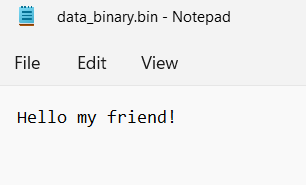 data_binary.bin - Notepad
File Edit View
Hello my friend!